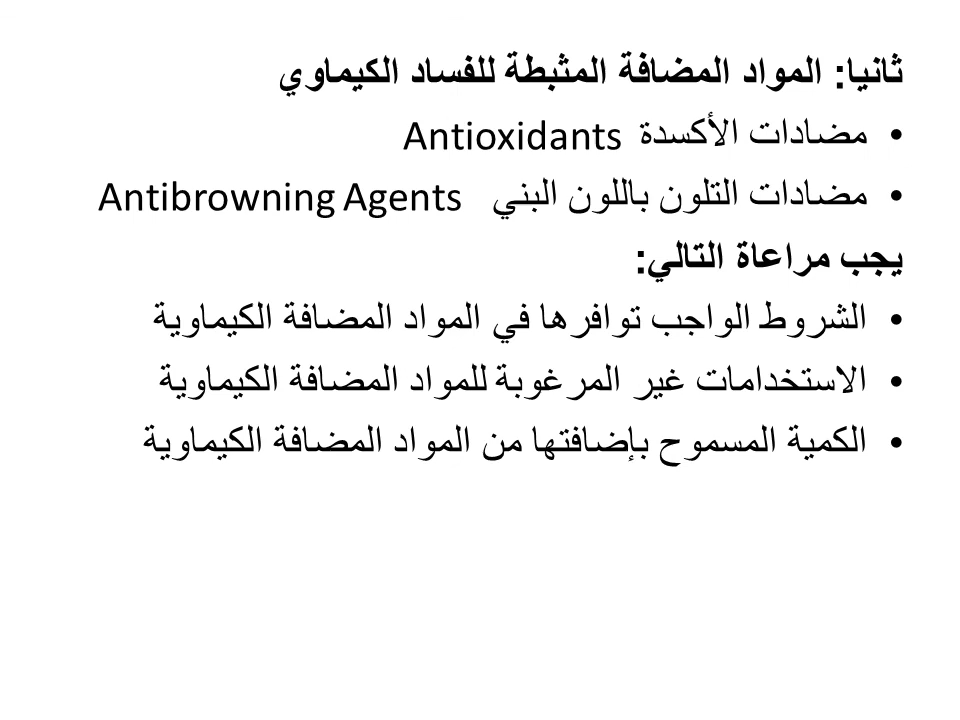 ثانيا: المواد المضافة المثبطة للفساد الكيماوي
• مضادات الأكسدة Antioxidants
• مضادات التلون باللون البني Antibrowning Agents
يجب مراعاة التالي:
• الشروط الواجب توافرها في المواد المضافة الكيماوية
• الاستخدامات غير المرغوبة للمواد المضافة الكيماوية
• الكمية المسموح بإضافتها من المواد المضافة الكيماوية